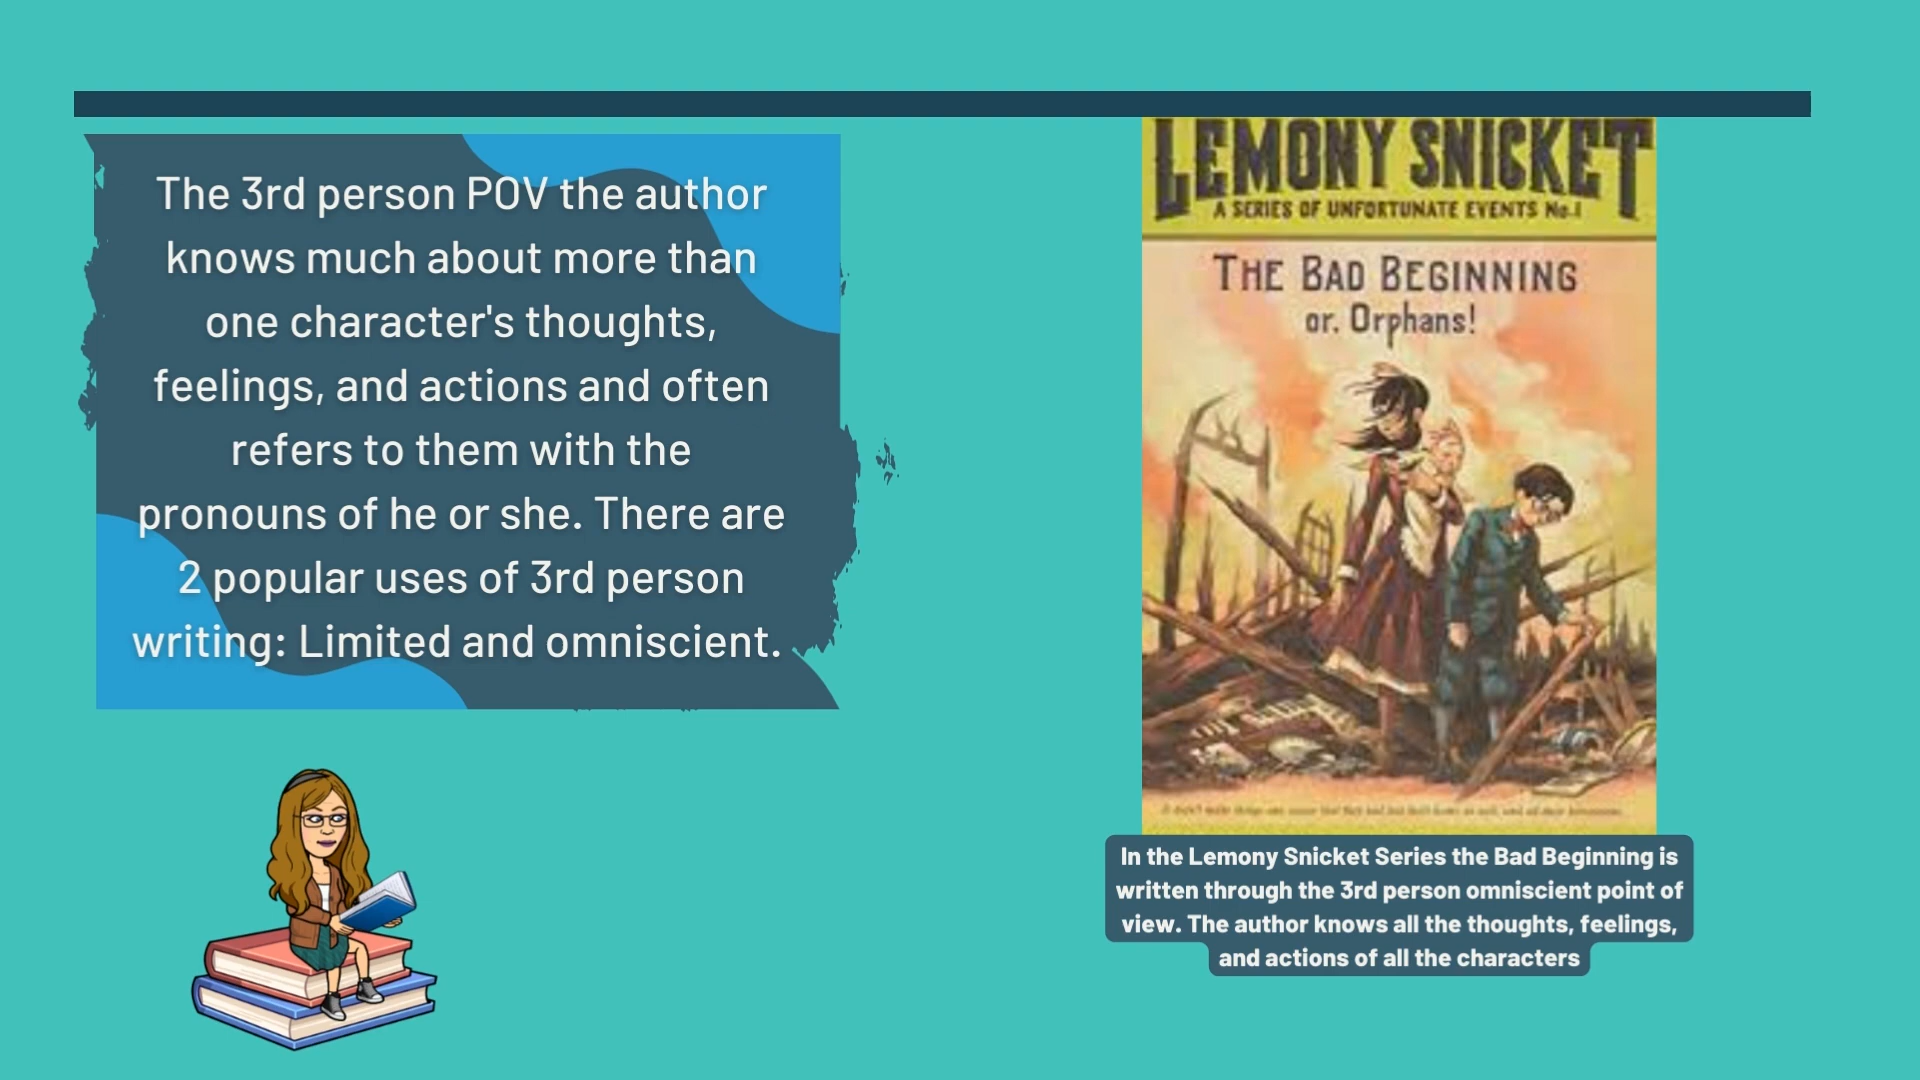 The 3rd person POV the author
knows much about more than
one character's thoughts,
feelings, and actions and often
refers to them with the
pronouns of he or she. There are
2 popular uses of 3rd person
writing: Limited and omniscient.
LEMONY SNICKET
A SERIES OF UNFORTUNATE EVENTS No. 1
THE BAD BEGINNING
or, Orphans!
In the Lemony Snicket Series the Bad Beginning is
written through the 3rd person omniscient point of
view. The author knows all the thoughts, feelings,
and actions of all the characters